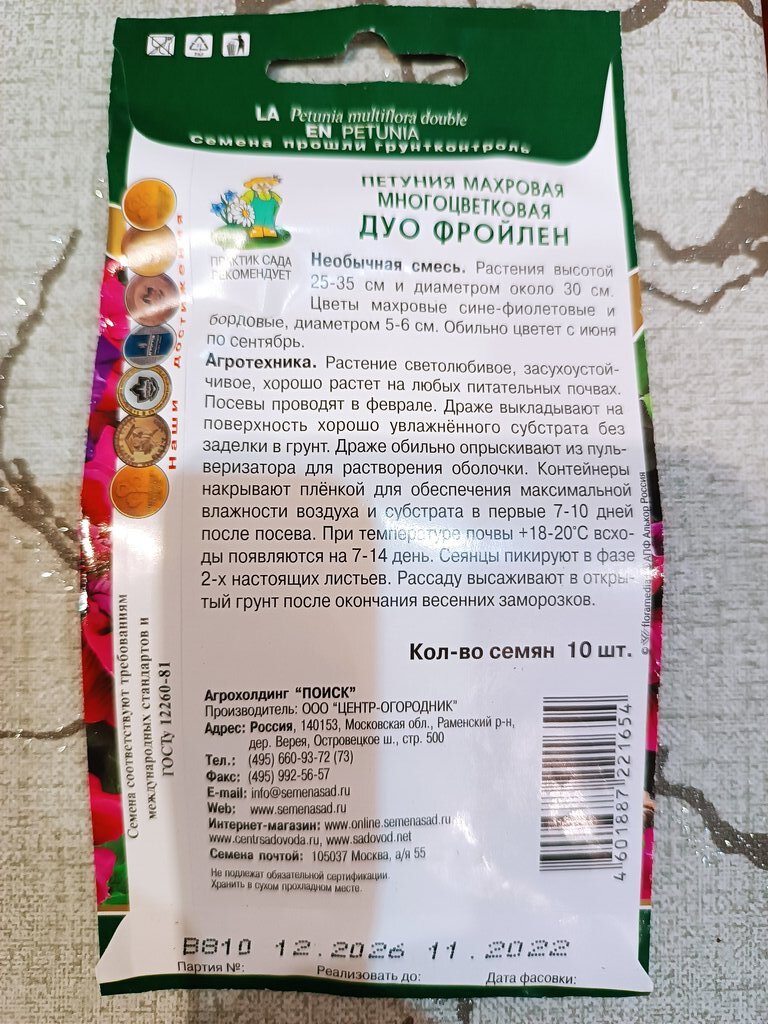 LA Petunia multiflora double
EN PETUNIA
Семена прошли грунтконтроль
ПЕТУНИЯ МАХРОВАЯ
МНОГОЦВЕТКОВАЯ
ДУО ФРОЙЛЕН
ПРАКТИК САДА
РЕКОМЕНДУЕТ
Необычная смесь. Растения высотой
25-35 см и диаметром около 30 см.
Цветы махровые сине-фиолетовые и
бордовые, диаметром 5-6 см. Обильно цветет с июня
по сентябрь.
Агротехника. Растение светолюбивое, засухоустой-
чивое, хорошо растет на любых питательных почвах.
Посевы проводят в феврале. Драже выкладывают на
поверхность хорошо увлажнённого субстрата без
заделки в грунт. Драже обильно опрыскивают из пуль-
веризатора для растворения оболочки. Контейнеры
накрывают плёнкой для обеспечения максимальной
влажности воздуха и субстрата в первые 7-10 дней
после посева. При температуре почвы +18-20°С всхо-
ды появляются на 7-14 день. Сеянцы пикируют в фазе
2-х настоящих листьев. Рассаду высаживают в откры-
тый грунт после окончания весенних заморозков.
Кол-во семян 10 шт.
Наши достижения
Семена соответствуют требованиям
международных стандартов и
ГОСТу 12260-81
Агрохолдинг "ПОИСК"
Производитель: ООО "ЦЕНТР-ОГОРОДНИК"
Адрес: Россия, 140153, Московская обл., Раменский р-н,
дер. Верея, Островецкое ш., стр. 500
Тел.: (495) 660-93-72 (73)
Факс: (495) 992-56-57
E-mail: info@semenasad.ru
Web: www.semenasad.ru
Интернет-магазин: www.online.semenasad.ru
www.centrsadovoda.ru, www.sadovod.net
Семена почтой: 105037 Москва, а/я 55
Не подлежат обязательной сертификации.
Хранить в сухом прохладном месте.
4 601887 221654
B810 12.2026 11.2022
Партия №: Реализовать до: Дата фасовки: